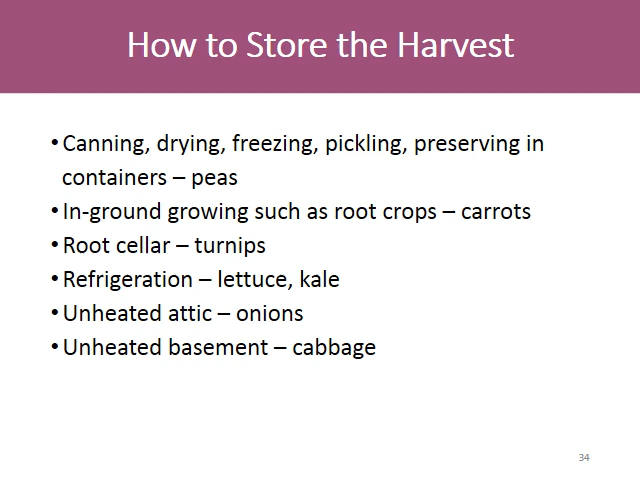 How to Store the Harvest
• Canning, drying, freezing, pickling, preserving in
containers – peas
• In-ground growing such as root crops – carrots
• Root cellar – turnips
• Refrigeration – lettuce, kale
• Unheated attic – onions
• Unheated basement – cabbage
34